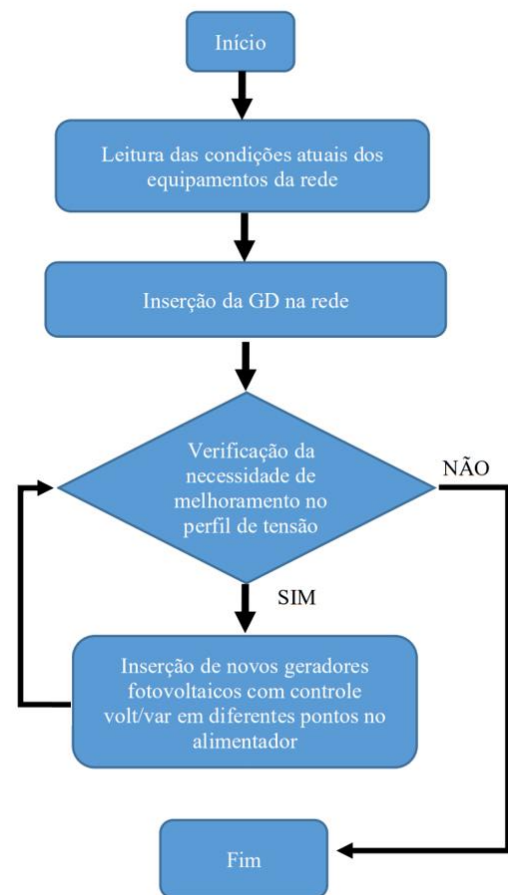 Início
Leitura das condições atuais dos
equipamentos da rede
Inserção da GD na rede
Verificação da
necessidade de
melhoramento no
perfil de tensão
NÃO
SIM
Inserção de novos geradores
fotovoltaicos com controle
volt/var em diferentes pontos no
alimentador
Fim